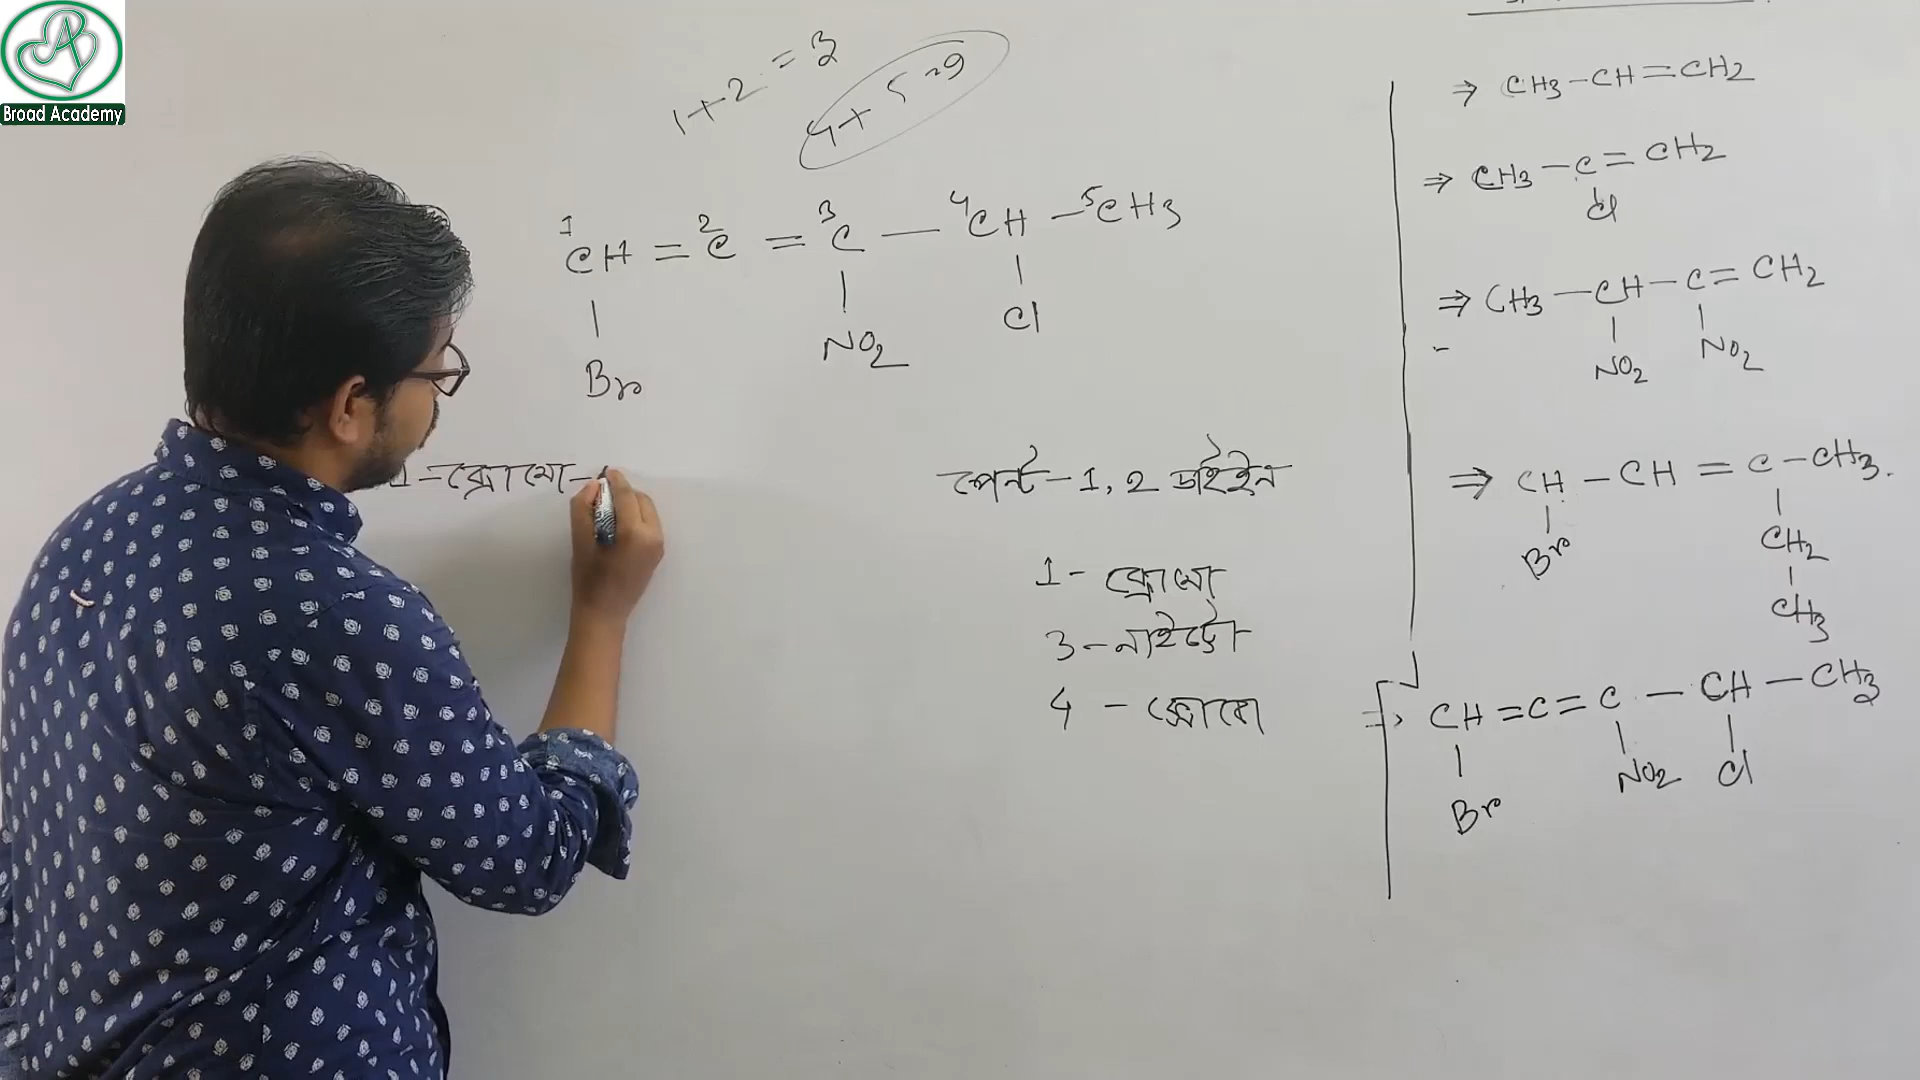 Broad Academy
1+2 = 3
4+5=9
1 2 3 4 5
CH = C = C — CH — CH3
Br NO2 Cl
1-ব্রোমো-
পেন্ট-1,2 ডাইইন
1- ব্রোমো
3-নাইট্রো
4 - ক্লোরো
⇒ CH3-CH=CH2
⇒ CH3-C=CH2
Cl
⇒ CH3-CH-C=CH2
NO2 NO2
⇒ CH-CH=C-CH3.
Br CH2
CH3
⇒ CH=C=C-CH-CH3
Br NO2 Cl